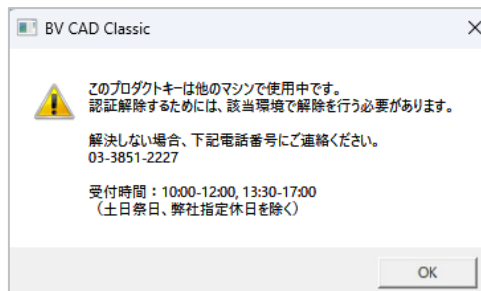 BV CAD Classic
このプロダクトキーは他のマシンで使用中です。
認証解除するためには、該当環境で解除を行う必要があります。
解決しない場合、下記電話番号にご連絡ください。
03-3851-2227
受付時間：10:00-12:00, 13:30-17:00
（土日祭日、弊社指定休日を除く）
OK